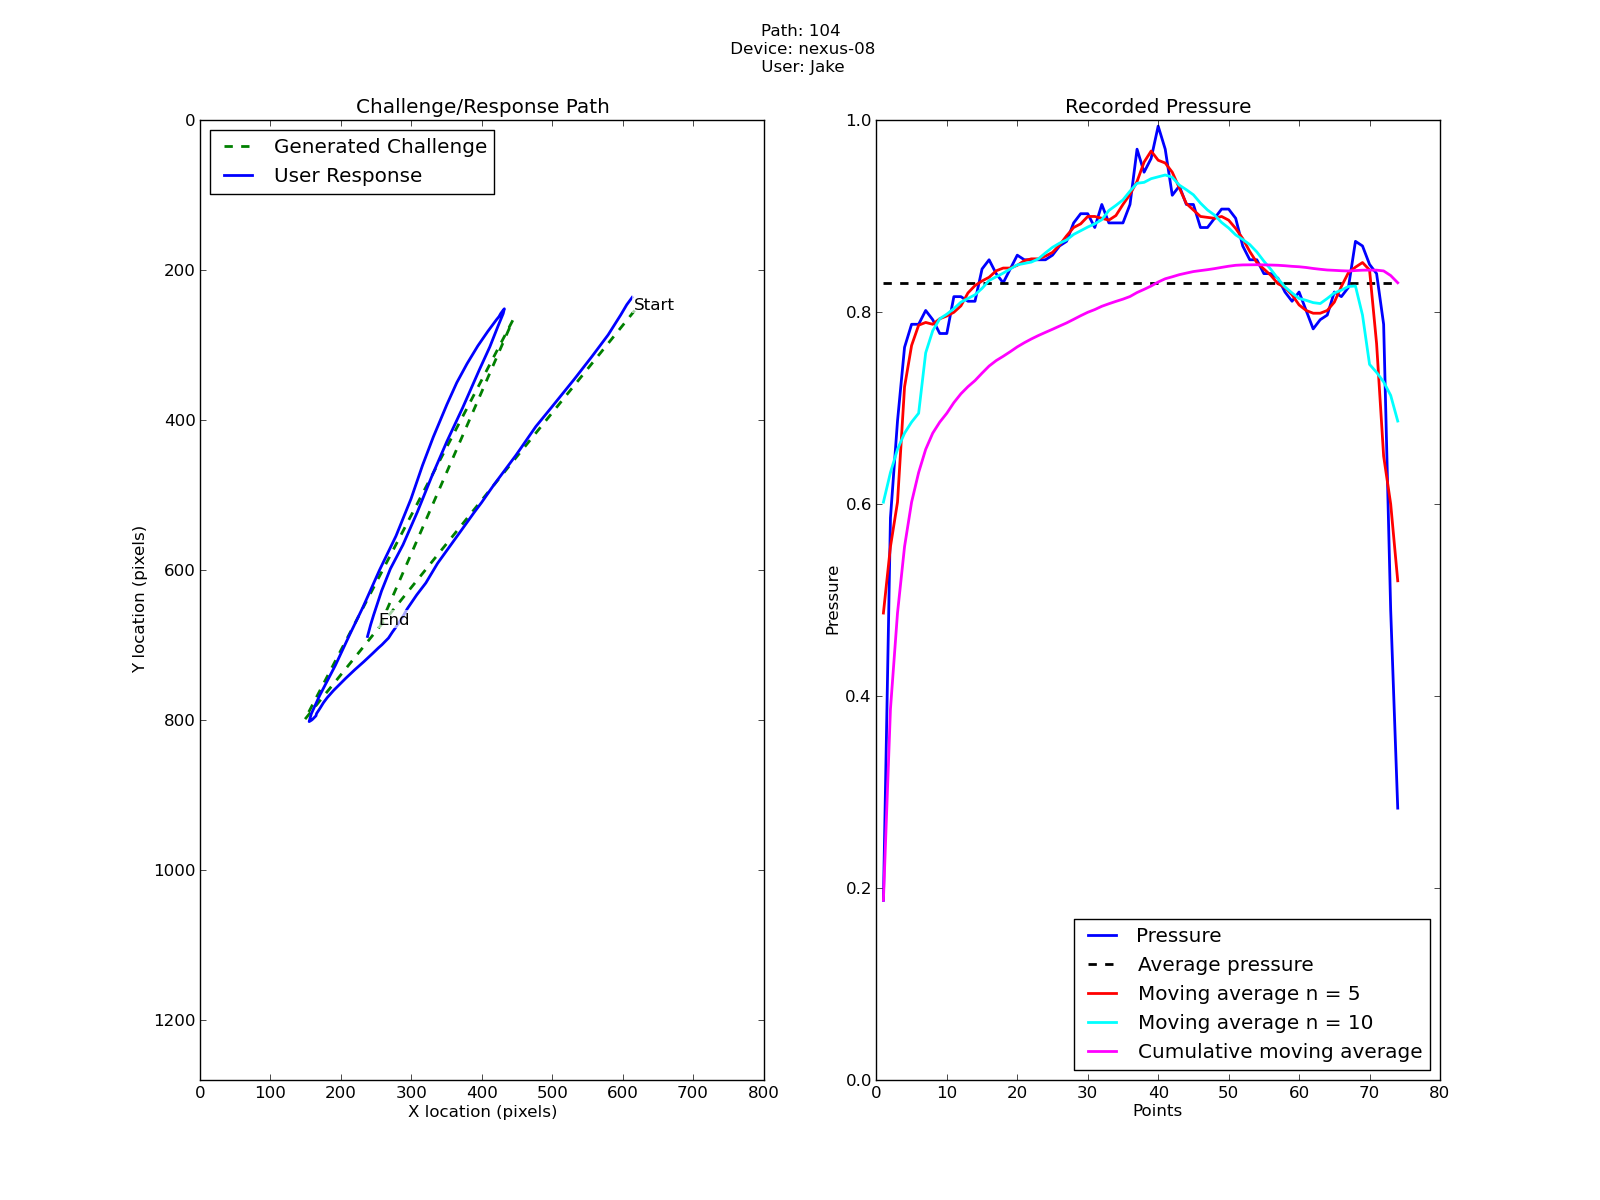 Path: 104
Device: nexus-08
User: Jake
Challenge/Response Path
Generated Challenge
User Response
Start
End
0
200
400
600
800
1000
1200
Y location (pixels)
0 100 200 300 400 500 600 700 800
X location (pixels)
Recorded Pressure
1.0
0.8
0.6
0.4
0.2
0.0
Pressure
Pressure
Average pressure
Moving average n = 5
Moving average n = 10
Cumulative moving average
0 10 20 30 40 50 60 70 80
Points